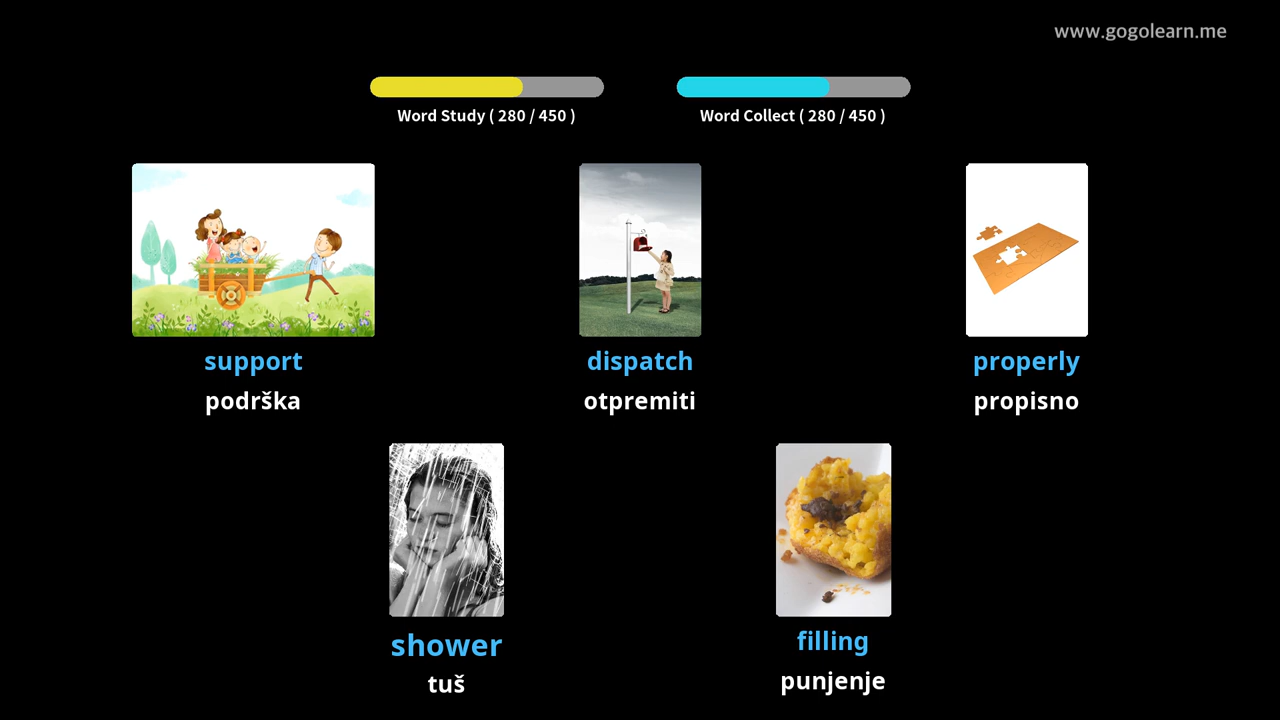 www.gogolearn.me
Word Study ( 280 / 450 )
Word Collect ( 280 / 450 )
support
podrška
dispatch
otpremiti
properly
propisno
shower
tuš
filling
punjenje